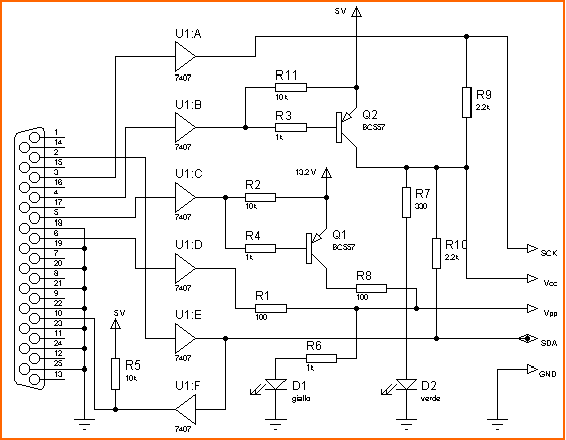 5V
U1:A
7407
U1:B
7407
R11
10k
R3
1k
Q2
BC557
R9
2.2k
1
14
2
15
3
16
4
17
5
18
6
19
7
20
8
21
9
22
10
23
11
24
12
25
13
U1:C
7407
R2
10k
13.2V
R4
1k
Q1
BC557
R7
330
R10
2.2k
SCK
U1:D
7407
R8
100
Vcc
R1
100
Vpp
5V
U1:E
7407
R6
1k
SDA
R5
10k
U1:F
7407
D1
giallo
D2
verde
GND